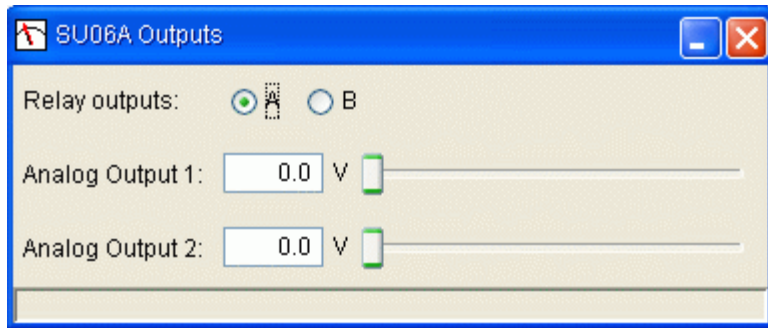 SU06A Outputs
Relay outputs: A B
Analog Output 1: 0.0 V
Analog Output 2: 0.0 V